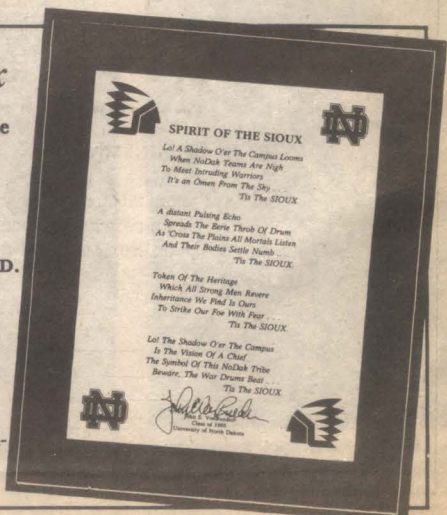 D.
ND
SPIRIT OF THE SIOUX
Lo! A Shadow O'er The Campus Looms
When NoDak Teams Are Nigh
To Meet Intruding Warriors
It's an Omen From The Sky . . .
'Tis The SIOUX
A distant Pulsing Echo
Spreads The Eerie Throb Of Drum
As 'Cross The Plains All Mortals Listen
And Their Bodies Settle Numb . . .
'Tis The SIOUX
Token Of The Heritage
Which All Strong Men Revere
Inheritance We Find Is Ours
To Strike Our Foe With Fear . . .
'Tis The SIOUX
Lo! The Shadow O'er The Campus
Is The Vision Of A Chief
The Symbol Of This NoDak Tribe
Beware, The War Drums Beat . . .
'Tis The SIOUX
John E.
Class of
University of North Dakota
ND